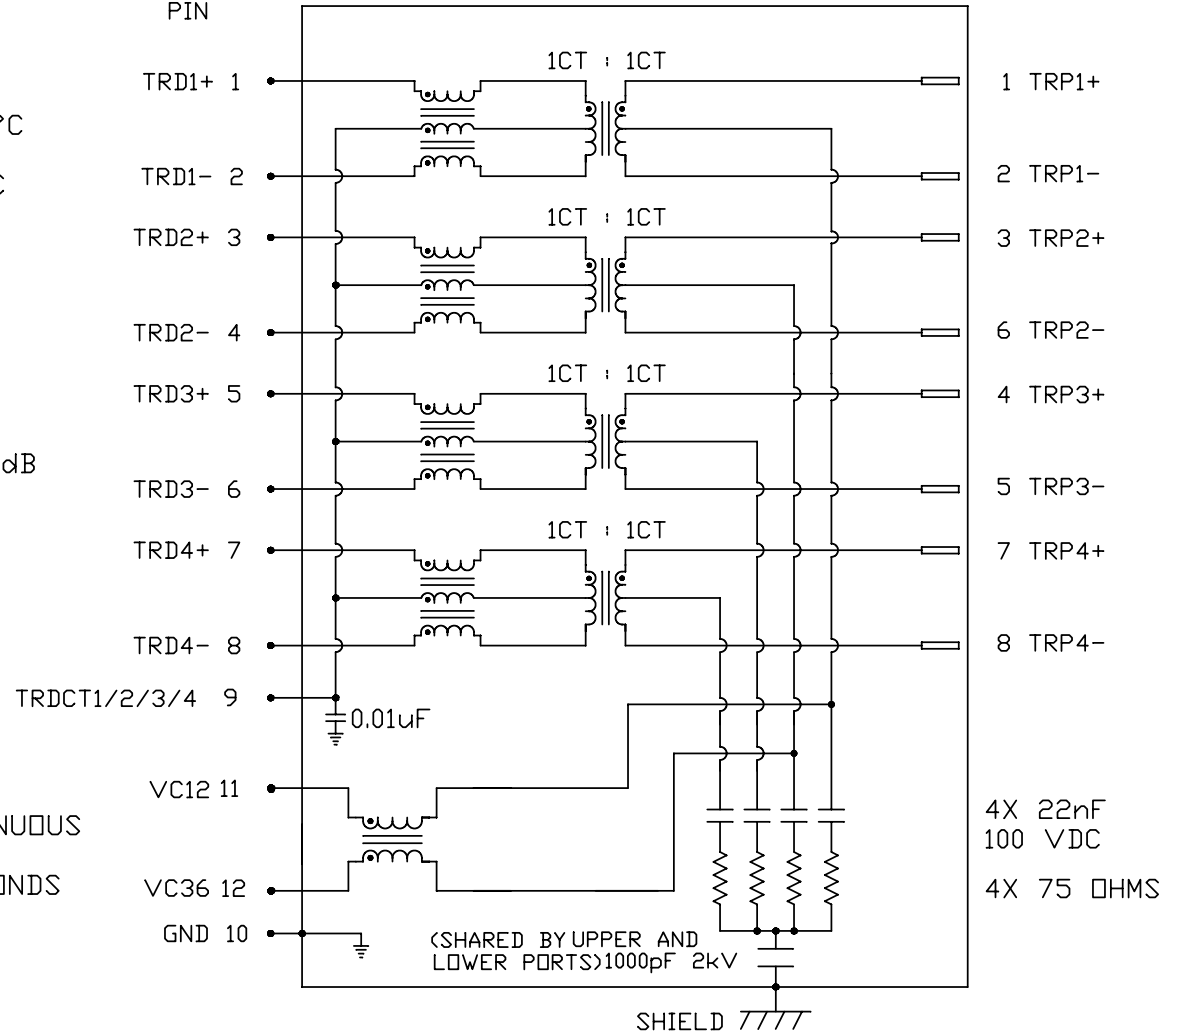 PIN
1CT : 1CT
TRD1+ 1
1 TRP1+
°C
TRD1- 2
2 TRP1-
C
1CT : 1CT
TRD2+ 3
3 TRP2+
TRD2- 4
6 TRP2-
1CT : 1CT
TRD3+ 5
4 TRP3+
dB
TRD3- 6
5 TRP3-
1CT : 1CT
TRD4+ 7
7 TRP4+
TRD4- 8
8 TRP4-
TRDCT1/2/3/4 9
0.01uF
VC12 11
4X 22nF
100 VDC
NUOUS
VC36 12
4X 75 OHMS
ONDS
GND 10
(SHARED BY UPPER AND
LOWER PORTS)1000pF 2kV
SHIELD